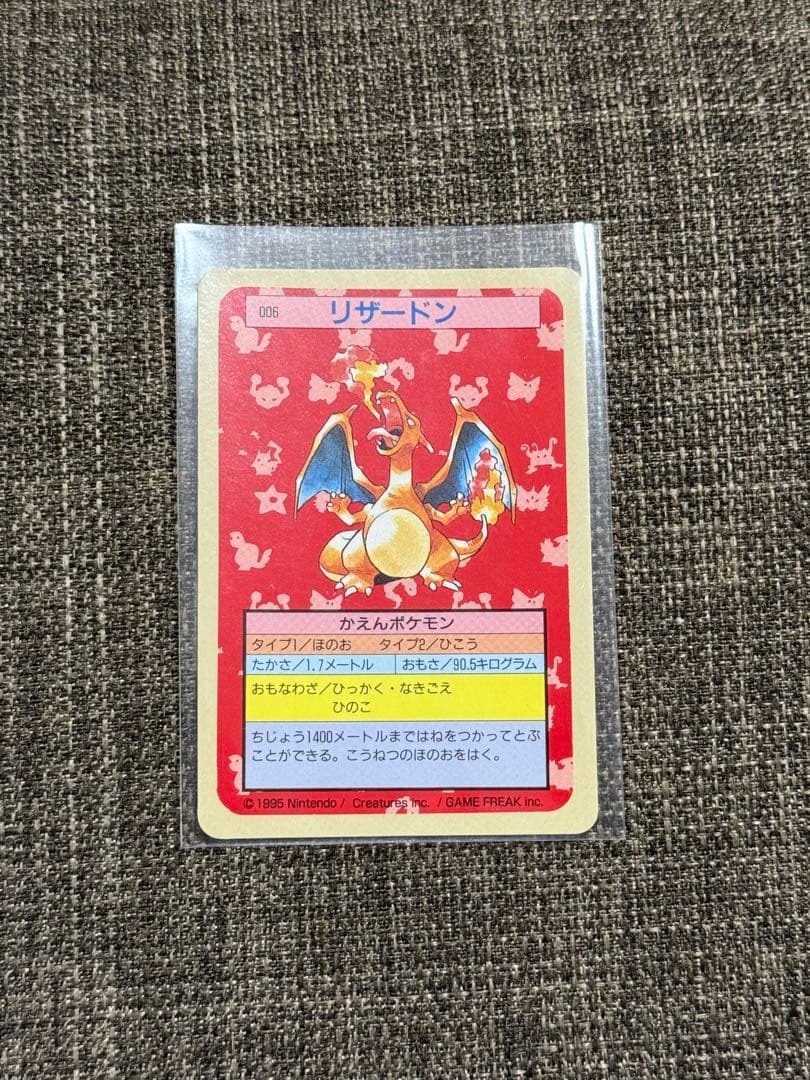 006 リザードン
かえんポケモン
タイプ1／ほのお タイプ2／ひこう
たかさ／1.7メートル おもさ／90.5キログラム
おもなわざ／ひっかく・なきごえ
ひのこ
ちじょう1400メートルまではねをつかってとぶ
ことができる。こうねつのほのおをはく。
© 1995 Nintendo / Creatures inc. / GAME FREAK inc.